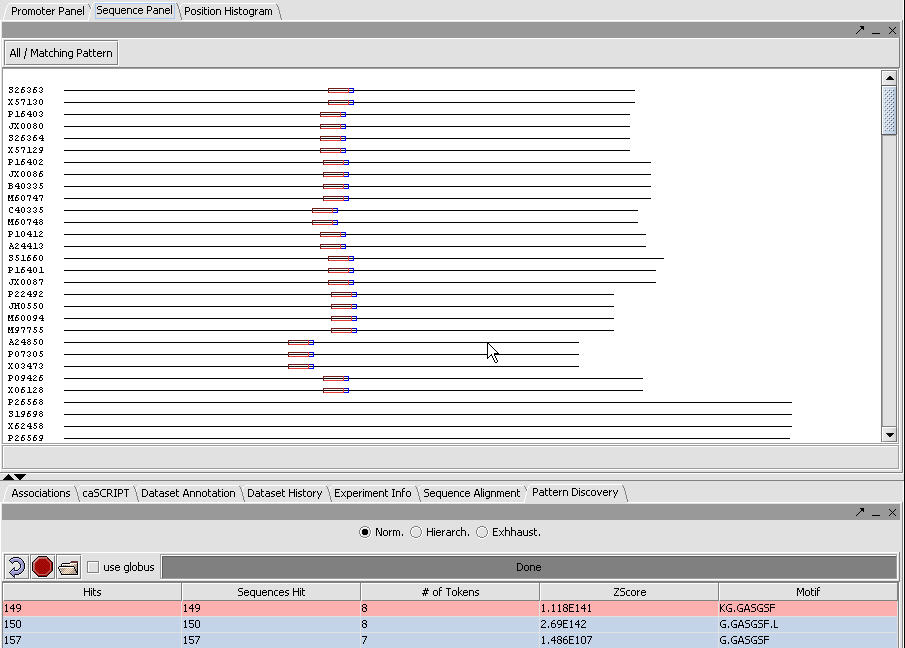 Promoter Panel Sequence Panel Position Histogram
All / Matching Pattern
S26363
X57130
P16403
JX0080
S26364
X57129
P16402
JX0086
B40335
M60747
C40335
M60748
P10412
A24413
S51660
P16401
JX0087
P22492
JH0550
M60094
M97755
A24850
P07305
X03473
P09426
X06128
P26568
S19698
X62458
P26569
Associations caSCRIPT Dataset Annotation Dataset History Experiment Info Sequence Alignment Pattern Discovery
Norm. Hierarch. Exhhaust.
use globus Done
Hits Sequences Hit # of Tokens ZScore Motif
149 149 8 1.118E141 KG.GASGSF
150 150 8 2.69E142 G.GASGSF.L
157 157 7 1.486E107 G.GASGSF